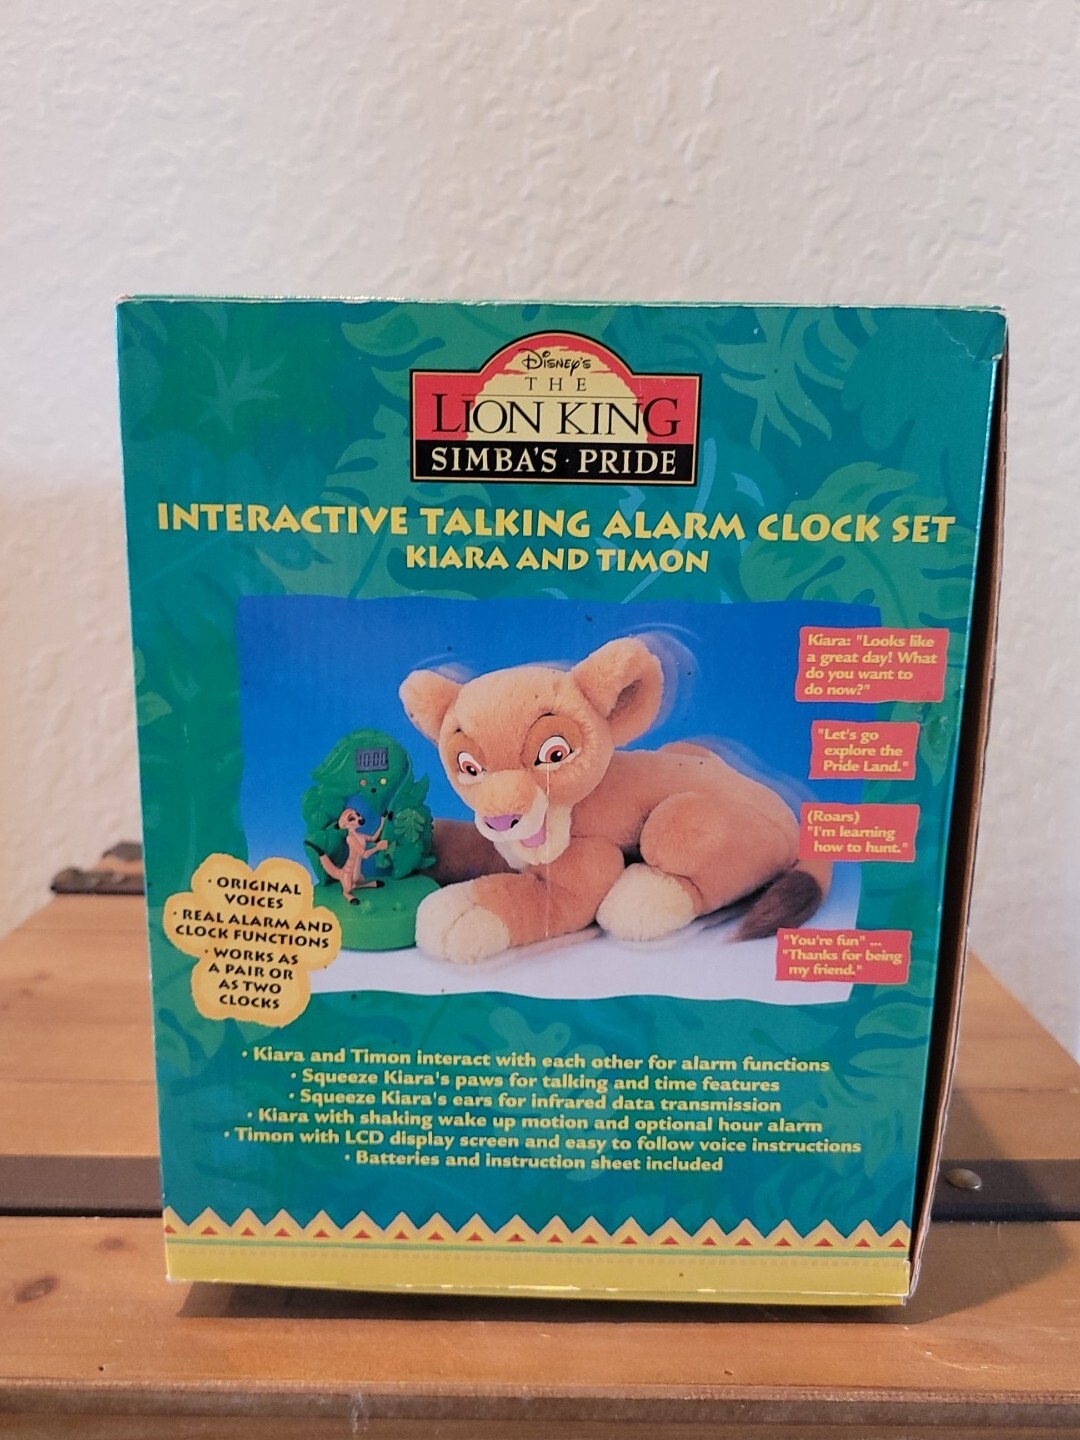 Disney's
THE
LION KING
SIMBA'S · PRIDE
INTERACTIVE TALKING ALARM CLOCK SET
KIARA AND TIMON
Kiara: "Looks like
a great day! What
do you want to
do now?"
"Let's go
explore the
Pride Land."
(Roars)
"I'm learning
how to hunt."
"You're fun" ...
"Thanks for being
my friend."
10:00
· ORIGINAL
VOICES
· REAL ALARM AND
CLOCK FUNCTIONS
· WORKS AS
A PAIR OR
AS TWO
CLOCKS
· Kiara and Timon interact with each other for alarm functions
· Squeeze Kiara's paws for talking and time features
· Squeeze Kiara's ears for infrared data transmission
· Kiara with shaking wake up motion and optional hour alarm
· Timon with LCD display screen and easy to follow voice instructions
· Batteries and instruction sheet included